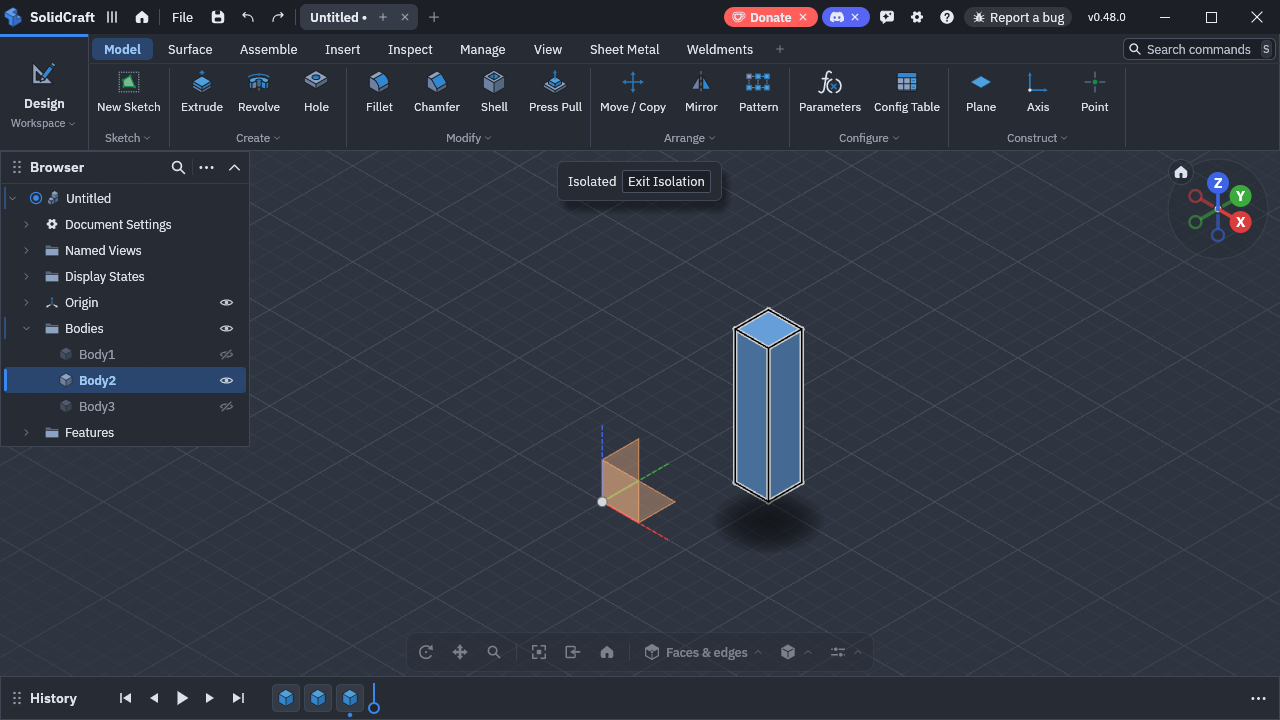 SolidCraft File Untitled • Donate Report a bug v0.48.0
Model Surface Assemble Insert Inspect Manage View Sheet Metal Weldments Search commands S
Design
Workspace
New Sketch Extrude Revolve Hole Fillet Chamfer Shell Press Pull Move / Copy Mirror Pattern Parameters Config Table Plane Axis Point
Sketch Create Modify Arrange Configure Construct
Browser
Isolated Exit Isolation
Untitled
Document Settings
Named Views
Display States
Origin
Bodies
Body1
Body2
Body3
Features
Z
Y
X
Faces & edges
History